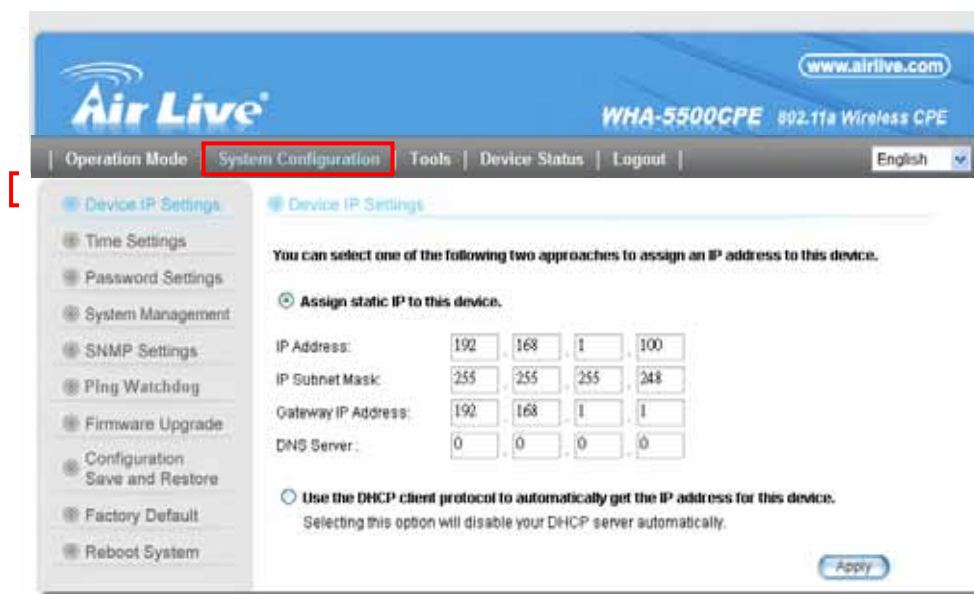 www.airlive.com
Air Live®
WHA-5500CPE 802.11a Wireless CPE
| Operation Mode | System Configuration | Tools | Device Status | Logout | English
Device IP Settings
Time Settings
Password Settings
System Management
SNMP Settings
Ping Watchdog
Firmware Upgrade
Configuration
Save and Restore
Factory Default
Reboot System
Device IP Settings
You can select one of the following two approaches to assign an IP address to this device.
Assign static IP to this device.
IP Address: 192 . 168 . 1 . 100
IP Subnet Mask: 255 . 255 . 255 . 248
Gateway IP Address: 192 . 168 . 1 . 1
DNS Server : 0 . 0 . 0 . 0
Use the DHCP client protocol to automatically get the IP address for this device.
Selecting this option will disable your DHCP server automatically.
Apply